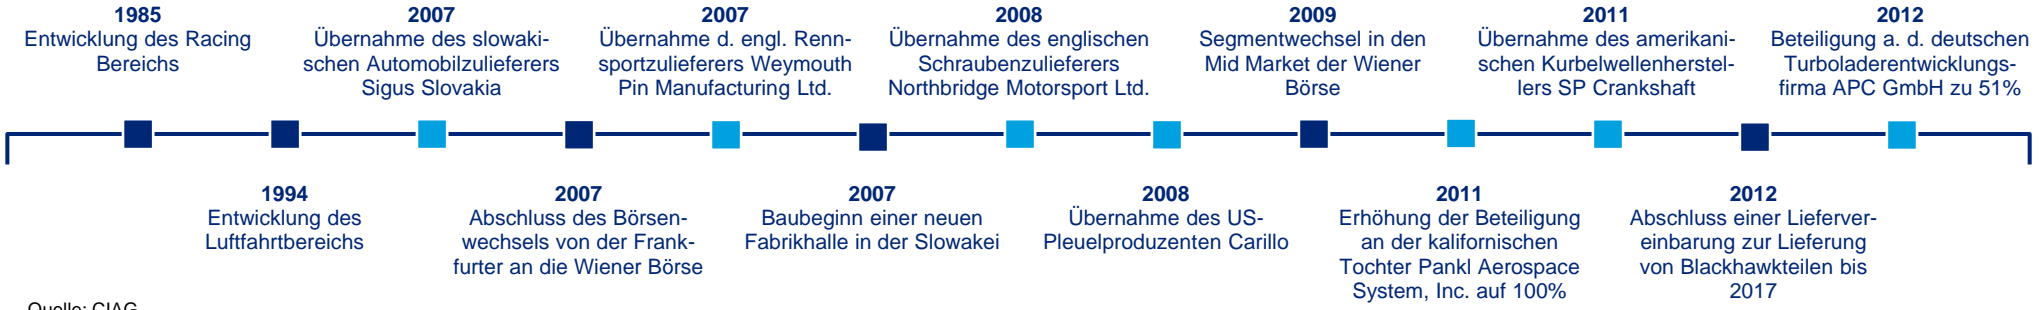 1985
Entwicklung des Racing
Bereichs
2007
Übernahme des slowaki-
schen Automobilzulieferers
Sigus Slovakia
2007
Übernahme d. engl. Renn-
sportzulieferers Weymouth
Pin Manufacturing Ltd.
2008
Übernahme des englischen
Schraubenzulieferers
Northbridge Motorsport Ltd.
2009
Segmentwechsel in den
Mid Market der Wiener
Börse
2011
Übernahme des amerikani-
schen Kurbelwellenherstel-
lers SP Crankshaft
2012
Beteiligung a. d. deutschen
Turboladerentwicklungs-
firma APC GmbH zu 51%
1994
Entwicklung des
Luftfahrtbereichs
2007
Abschluss des Börsen-
wechsels von der Frank-
furter an die Wiener Börse
2007
Baubeginn einer neuen
Fabrikhalle in der Slowakei
2008
Übernahme des US-
Pleuelproduzenten Carillo
2011
Erhöhung der Beteiligung
an der kalifornischen
Tochter Pankl Aerospace
System, Inc. auf 100%
2012
Abschluss einer Lieferver-
einbarung zur Lieferung
von Blackhawkteilen bis
2017
Quelle: CIAG